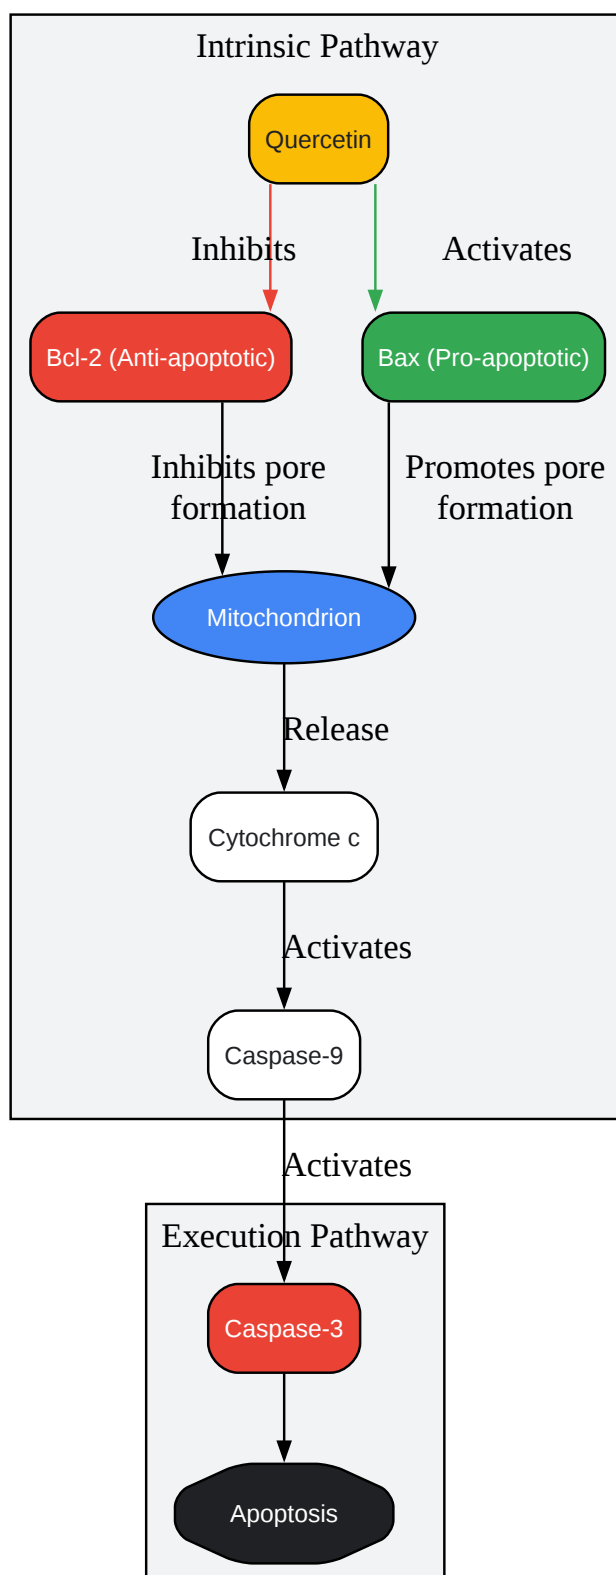 Intrinsic Pathway
Quercetin
Inhibits
Activates
Bcl-2 (Anti-apoptotic)
Bax (Pro-apoptotic)
Inhibits pore
formation
Promotes pore
formation
Mitochondrion
Release
Cytochrome c
Activates
Caspase-9
Activates
Execution Pathway
Caspase-3
Apoptosis